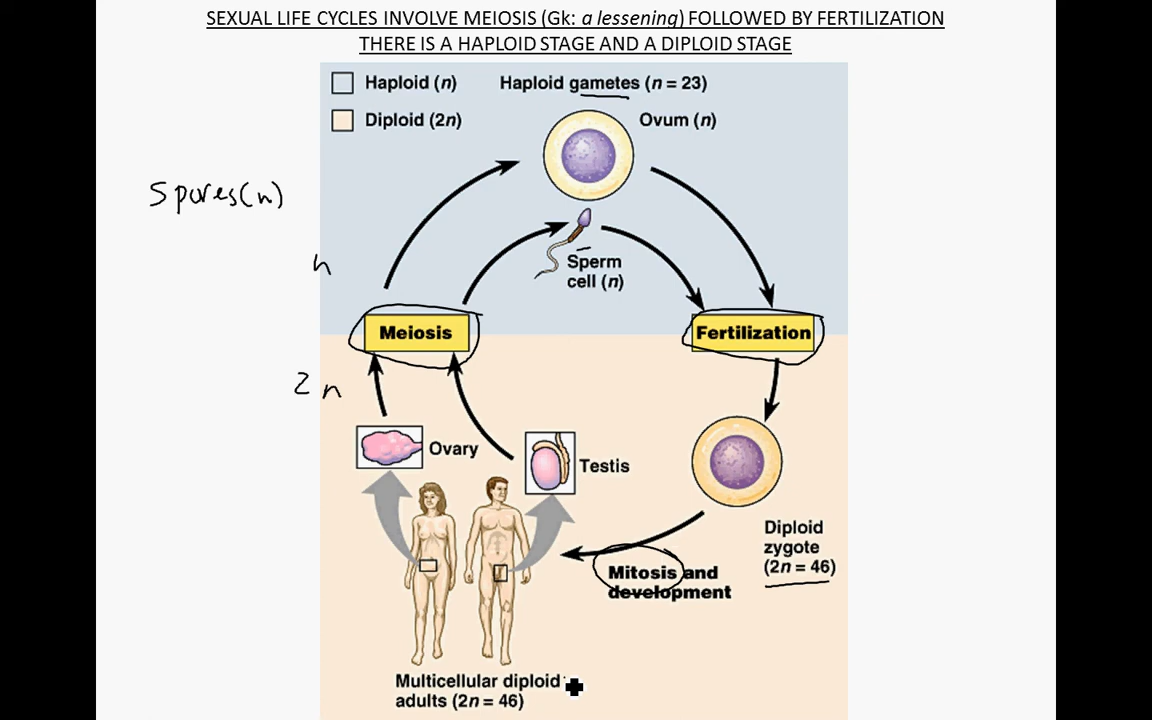 SEXUAL LIFE CYCLES INVOLVE MEIOSIS (Gk: a lessening) FOLLOWED BY FERTILIZATION
THERE IS A HAPLOID STAGE AND A DIPLOID STAGE
Haploid (n)
Haploid gametes (n = 23)
Diploid (2n)
Ovum (n)
Spores(n)
n
Sperm
cell (n)
Meiosis
Fertilization
2n
Ovary
Testis
Diploid
zygote
(2n = 46)
Mitosis and
development
Multicellular diploid
adults (2n = 46)